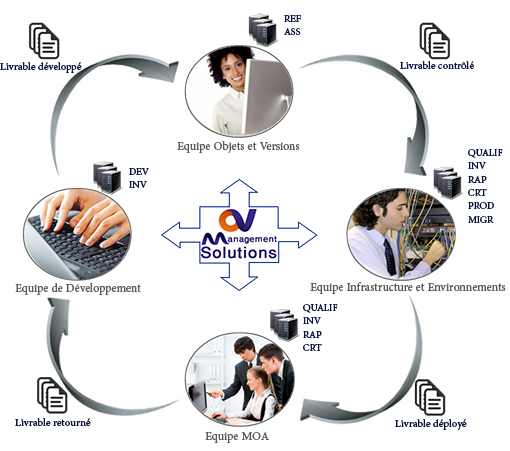 REF
ASS
Livrable développé
Livrable contrôlé
Equipe Objets et Versions
QUALIF
INV
RAP
CRT
PROD
MIGR
DEV
INV
OV
Management
Solutions
Equipe de Développement
Equipe Infrastructure et Environnements
QUALIF
INV
RAP
CRT
Livrable retourné
Livrable déployé
Equipe MOA